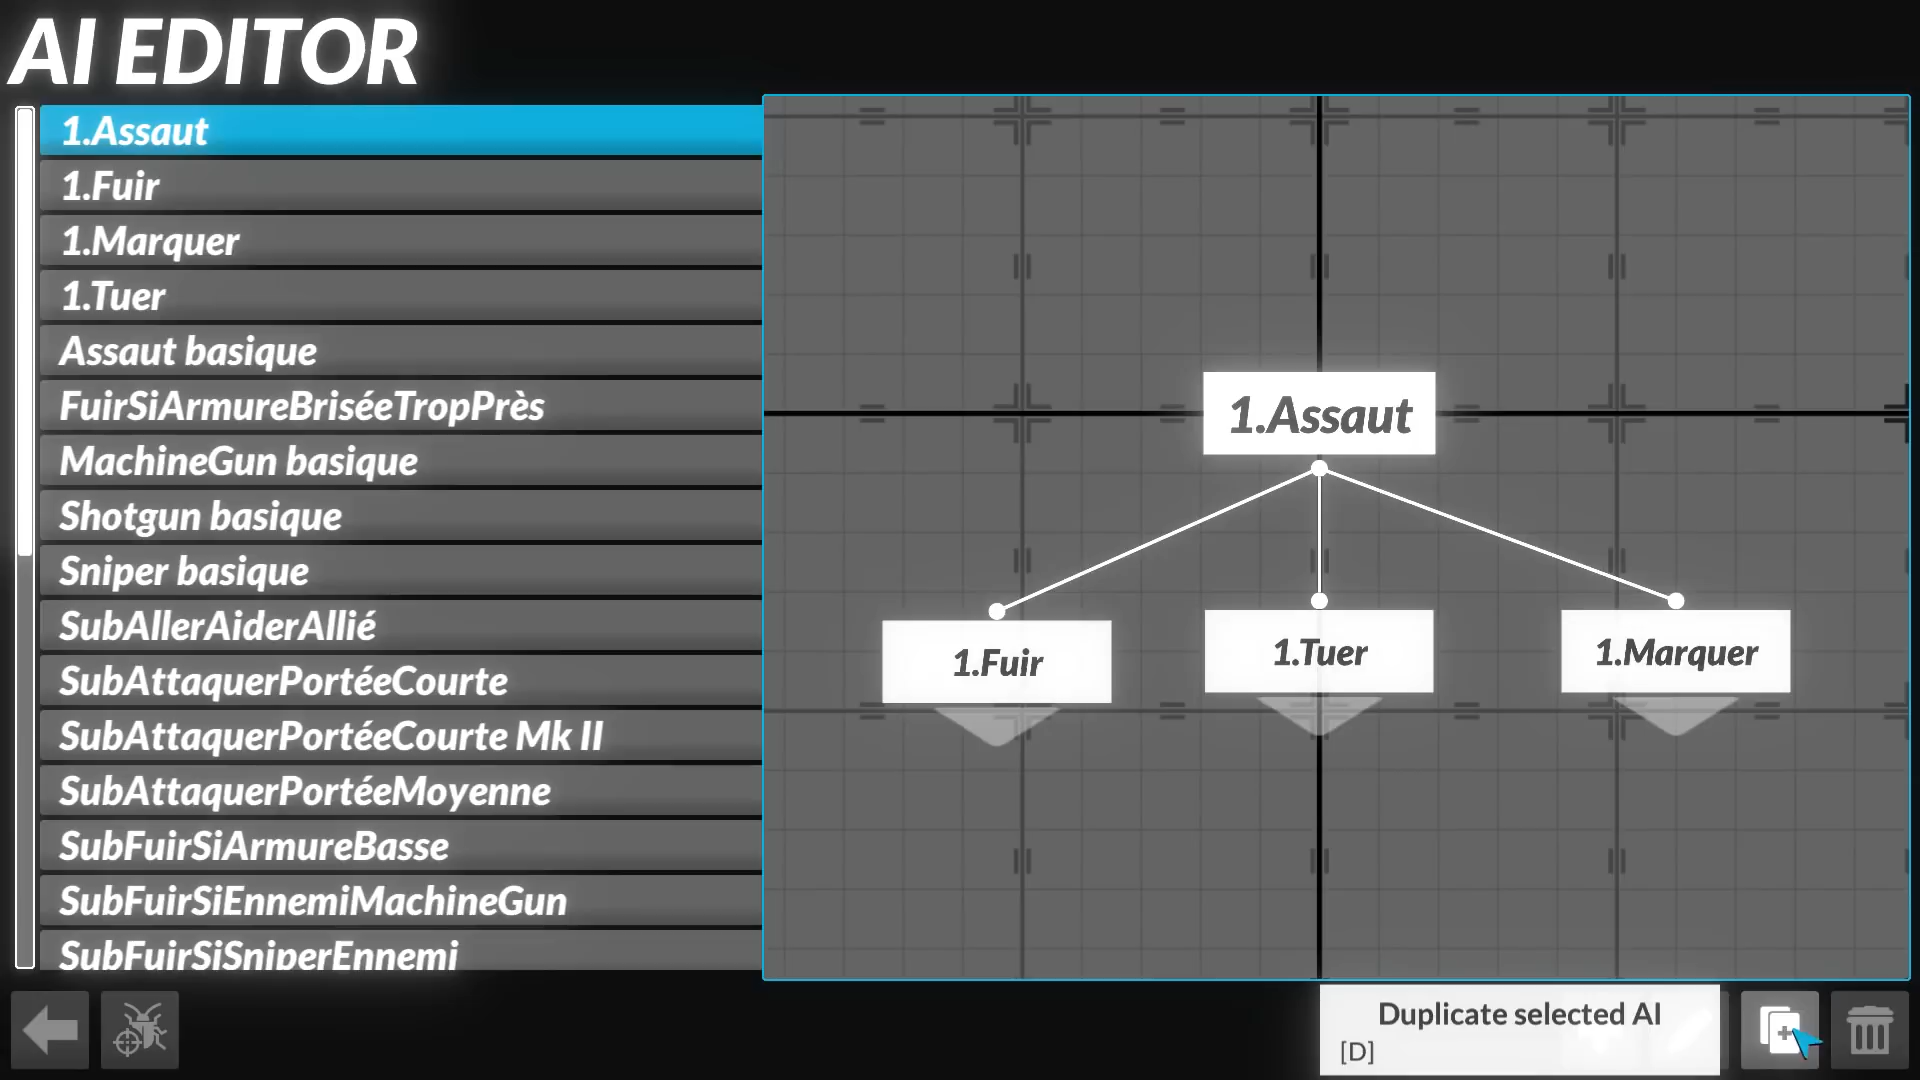 AI EDITOR
1.Assaut
1.Fuir
1.Marquer
1.Tuer
Assaut basique
FuirSiArmureBriséeTropPrès
MachineGun basique
Shotgun basique
Sniper basique
SubAllerAiderAllié
SubAttaquerPortéeCourte
SubAttaquerPortéeCourte Mk II
SubAttaquerPortéeMoyenne
SubFuirSiArmureBasse
SubFuirSiEnnemiMachineGun
SubFuirSiSniperEnnemi
1.Assaut
1.Fuir
1.Tuer
1.Marquer
Duplicate selected AI
[D]